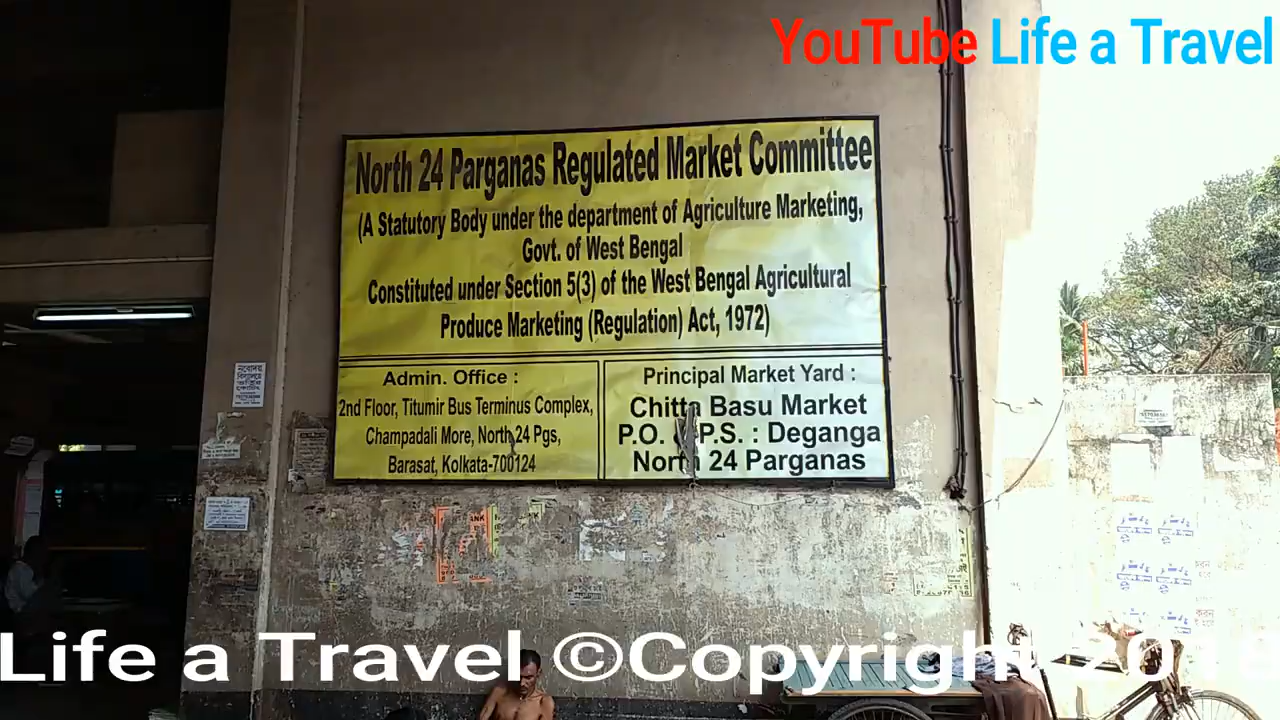 YouTube Life a Travel
North 24 Parganas Regulated Market Committee
(A Statutory Body under the department of Agriculture Marketing,
Govt. of West Bengal
Constituted under Section 5(3) of the West Bengal Agricultural
Produce Marketing (Regulation) Act, 1972)
Admin. Office :
2nd Floor, Titumir Bus Terminus Complex,
Champadali More, North 24 Pgs,
Barasat, Kolkata-700124
Principal Market Yard :
Chitta Basu Market
P.O. & P.S. : Deganga
North 24 Parganas
Life a Travel ©Copyright 2018